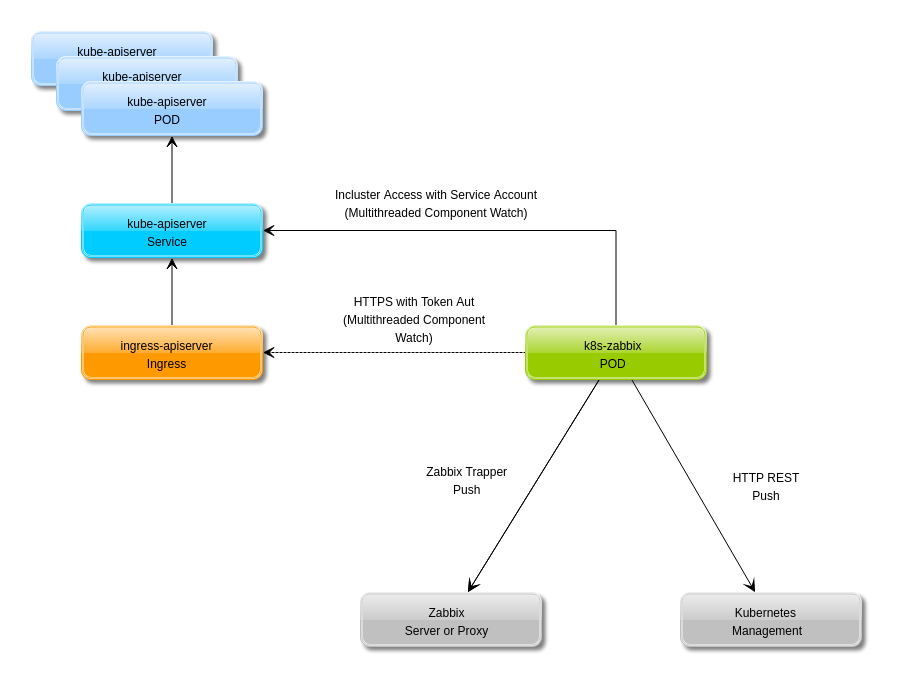 kube-apiserver
kube-apiserver
kube-apiserver
POD
Incluster Access with Service Account
(Multithreaded Component Watch)
kube-apiserver
Service
HTTPS with Token Aut
(Multithreaded Component
Watch)
ingress-apiserver
Ingress
k8s-zabbix
POD
Zabbix Trapper
Push
HTTP REST
Push
Zabbix
Server or Proxy
Kubernetes
Management